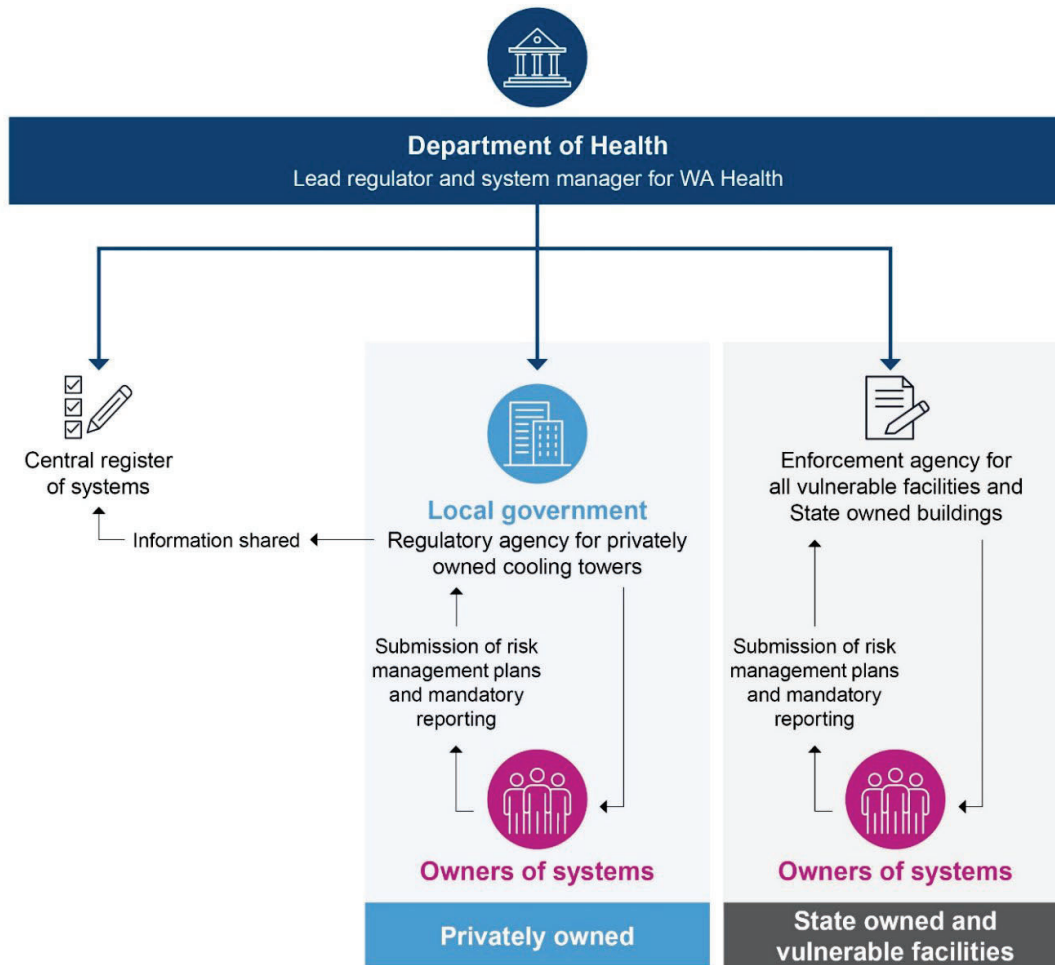 Department of Health
Lead regulator and system manager for WA Health
Central register
of systems
Information shared
Local government
Regulatory agency for privately
owned cooling towers
Submission of risk
management plans
and mandatory
reporting
Owners of systems
Privately owned
Enforcement agency for
all vulnerable facilities and
State owned buildings
Submission of risk
management plans
and mandatory
reporting
Owners of systems
State owned and
vulnerable facilities